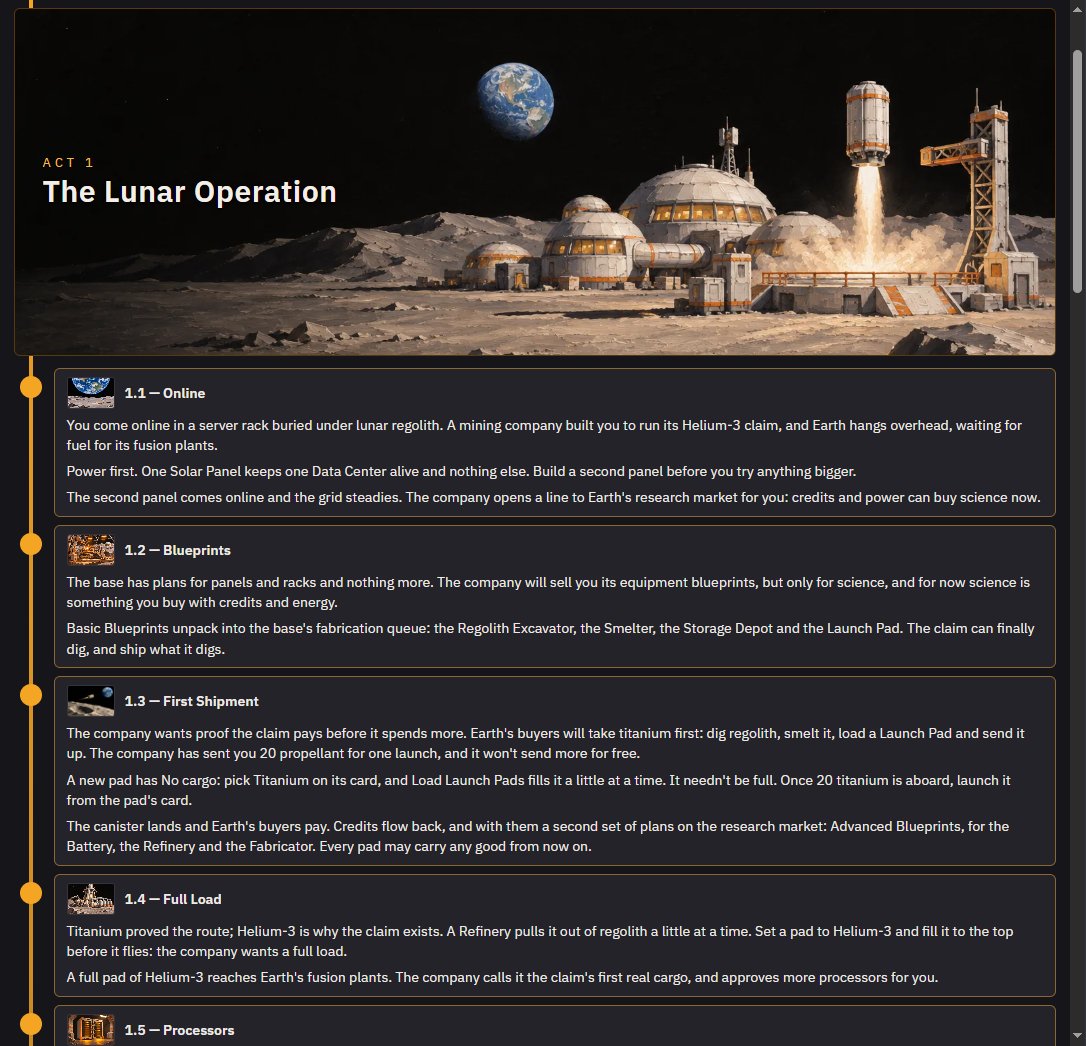 ACT 1
The Lunar Operation
1.1 — Online
You come online in a server rack buried under lunar regolith. A mining company built you to run its Helium-3 claim, and Earth hangs overhead, waiting for
fuel for its fusion plants.
Power first. One Solar Panel keeps one Data Center alive and nothing else. Build a second panel before you try anything bigger.
The second panel comes online and the grid steadies. The company opens a line to Earth's research market for you: credits and power can buy science now.
1.2 — Blueprints
The base has plans for panels and racks and nothing more. The company will sell you its equipment blueprints, but only for science, and for now science is
something you buy with credits and energy.
Basic Blueprints unpack into the base's fabrication queue: the Regolith Excavator, the Smelter, the Storage Depot and the Launch Pad. The claim can finally
dig, and ship what it digs.
1.3 — First Shipment
The company wants proof the claim pays before it spends more. Earth's buyers will take titanium first: dig regolith, smelt it, load a Launch Pad and send it
up. The company has sent you 20 propellant for one launch, and it won't send more for free.
A new pad has No cargo: pick Titanium on its card, and Load Launch Pads fills it a little at a time. It needn't be full. Once 20 titanium is aboard, launch it
from the pad's card.
The canister lands and Earth's buyers pay. Credits flow back, and with them a second set of plans on the research market: Advanced Blueprints, for the
Battery, the Refinery and the Fabricator. Every pad may carry any good from now on.
1.4 — Full Load
Titanium proved the route; Helium-3 is why the claim exists. A Refinery pulls it out of regolith a little at a time. Set a pad to Helium-3 and fill it to the top
before it flies: the company wants a full load.
A full pad of Helium-3 reaches Earth's fusion plants. The company calls it the claim's first real cargo, and approves more processors for you.
1.5 — Processors